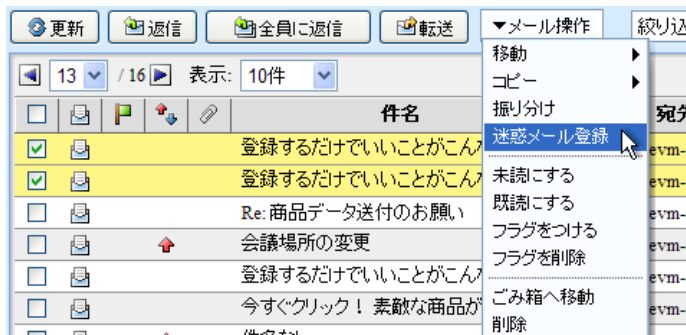 更新 返信 全員に返信 転送 ▼メール操作 絞り込
13 /16 表示: 10件
件名 宛先
移動
コピー
振り分け
迷惑メール登録
未読にする
既読にする
フラグをつける
フラグを削除
ごみ箱へ移動
削除
登録するだけでいいことがこん evm-
登録するだけでいいことがこん evm-
Re: 商品データ送付のお願い evm-
会議場所の変更 evm-
登録するだけでいいことがこん evm-
今すぐクリック! 素敵な商品が evm-